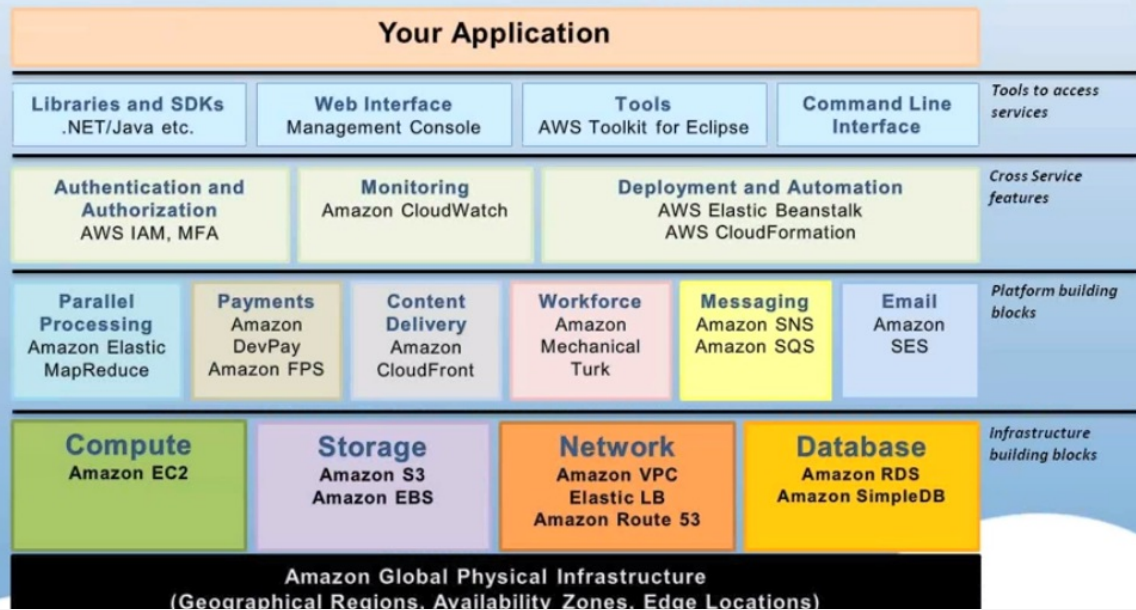 Your Application
Libraries and SDKs
.NET/Java etc.
Web Interface
Management Console
Tools
AWS Toolkit for Eclipse
Command Line
Interface
Tools to access
services
Authentication and
Authorization
AWS IAM, MFA
Monitoring
Amazon CloudWatch
Deployment and Automation
AWS Elastic Beanstalk
AWS CloudFormation
Cross Service
features
Parallel
Processing
Amazon Elastic
MapReduce
Payments
Amazon
DevPay
Amazon FPS
Content
Delivery
Amazon
CloudFront
Workforce
Amazon
Mechanical
Turk
Messaging
Amazon SNS
Amazon SQS
Email
Amazon
SES
Platform building
blocks
Compute
Amazon EC2
Storage
Amazon S3
Amazon EBS
Network
Amazon VPC
Elastic LB
Amazon Route 53
Database
Amazon RDS
Amazon SimpleDB
Infrastructure
building blocks
Amazon Global Physical Infrastructure
(Geographical Regions, Availability Zones, Edge Locations)